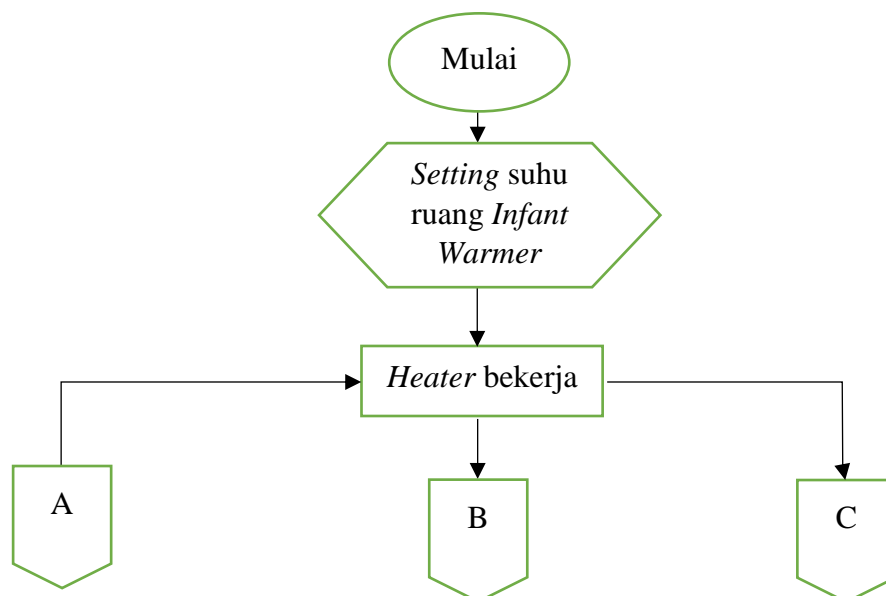 Mulai
Setting suhu
ruang Infant
Warmer
Heater bekerja
A
B
C